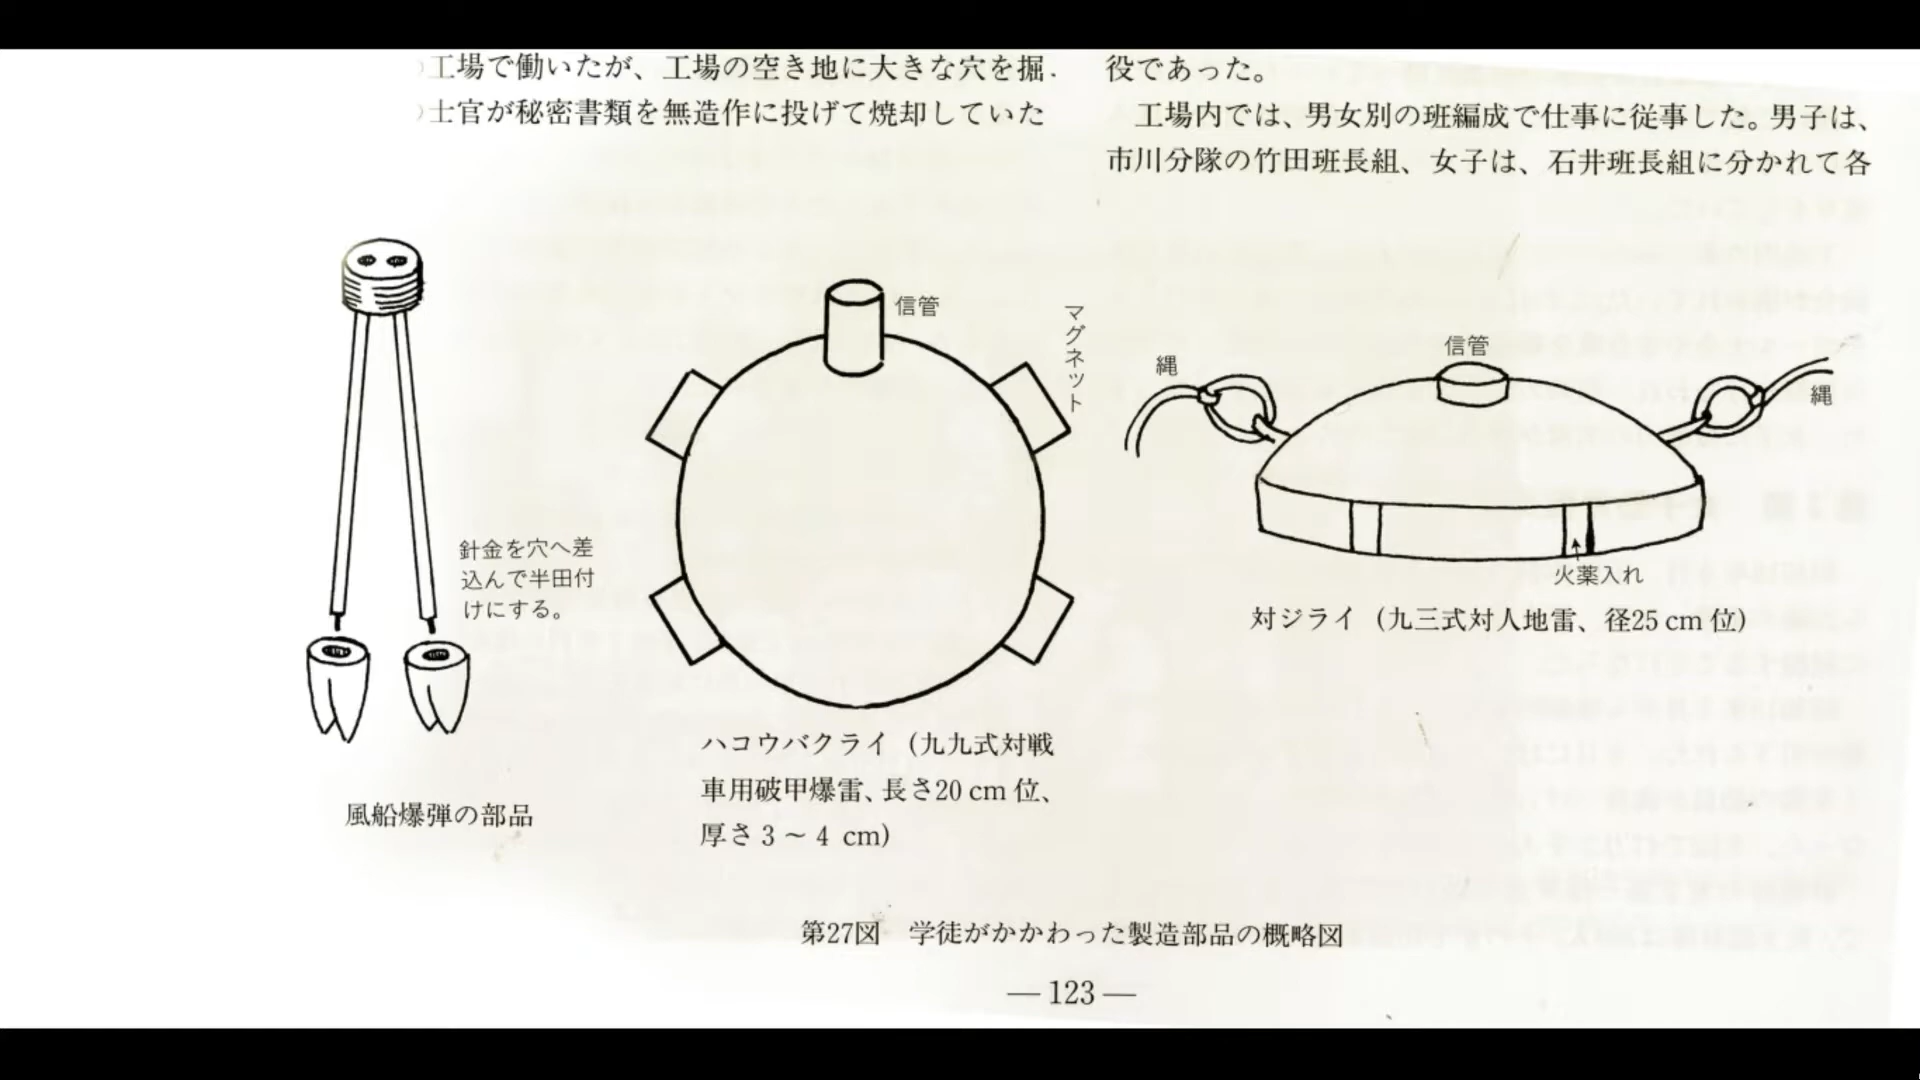 工場で働いたが、工場の空き地に大きな穴を掘
士官が秘密書類を無造作に投げて焼却していた
役であった。
工場内では、男女別の班編成で仕事に従事した。男子は、
市川分隊の竹田班長組、女子は、石井班長組に分かれて各
針金を穴へ差
込んで半田付
けにする。
風船爆弾の部品
信管
マグネット
ハコウバクライ（九九式対戦
車用破甲爆雷、長さ20 cm 位、
厚さ 3 〜 4 cm）
縄
信管
縄
火薬入れ
対ジライ（九三式対人地雷、径25 cm 位）
第27図　学徒がかかわった製造部品の概略図
— 123 —